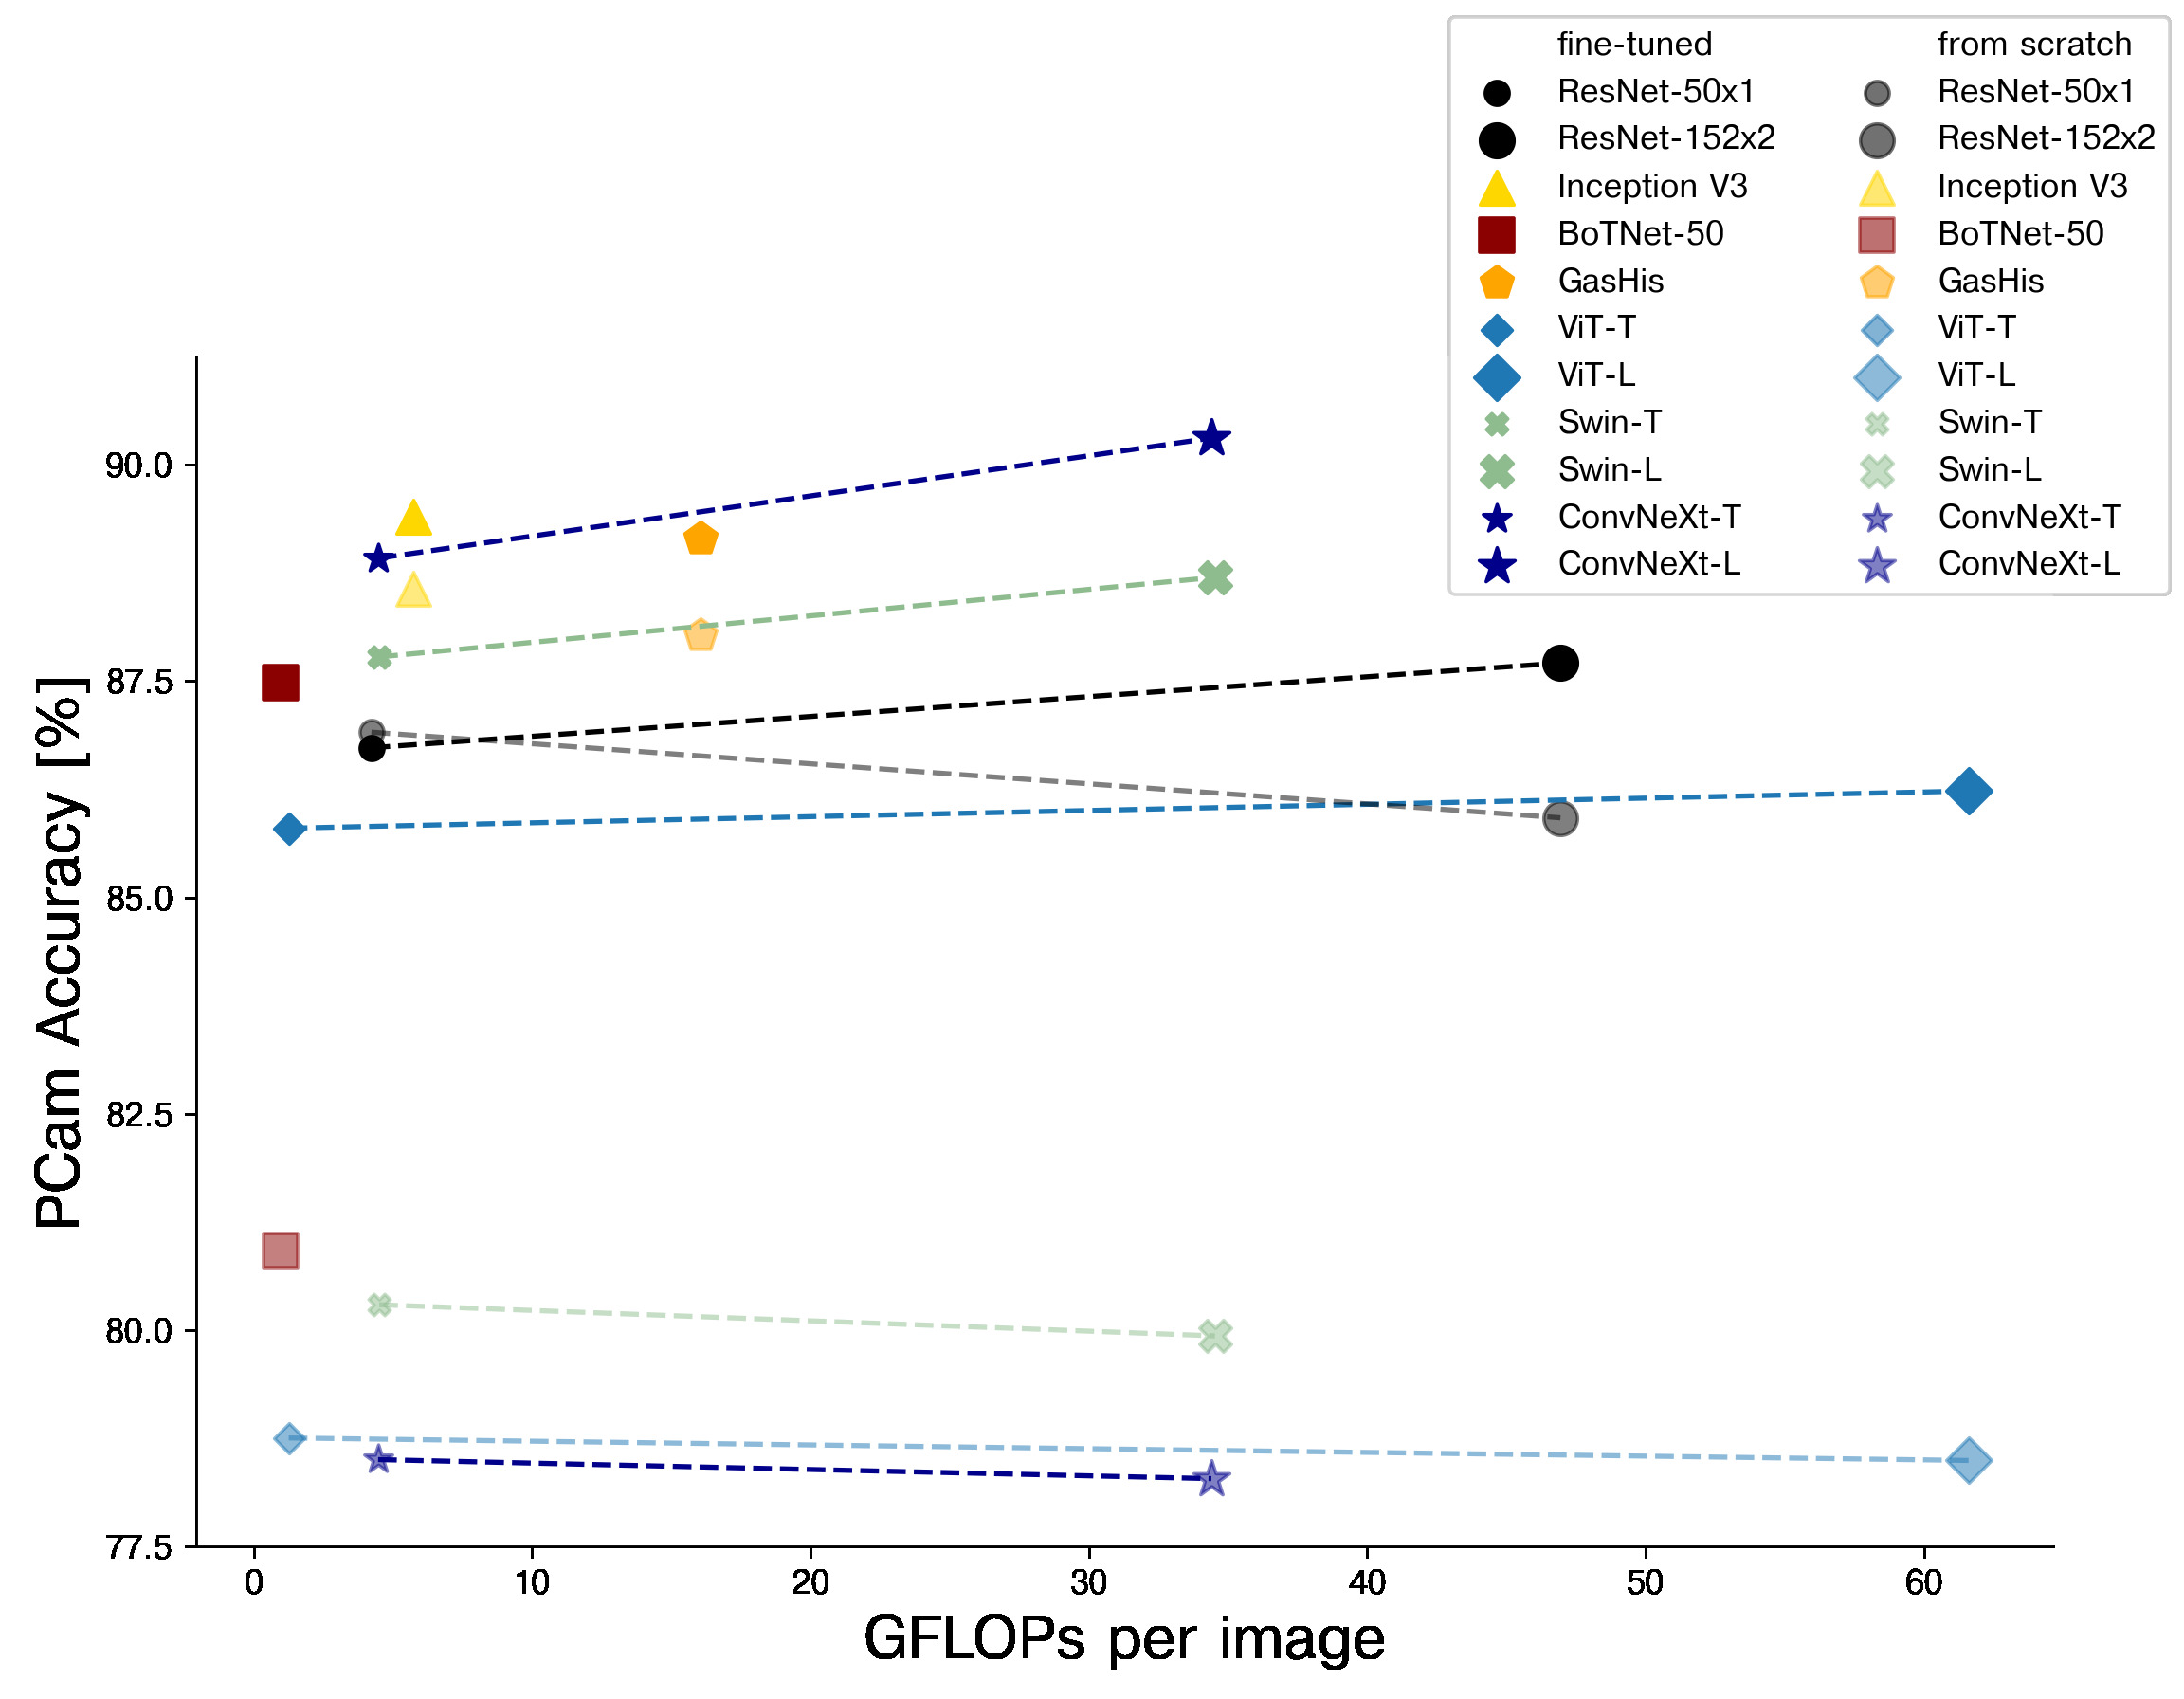 fine-tuned
ResNet-50x1
ResNet-152x2
Inception V3
BoTNet-50
GasHis
ViT-T
ViT-L
Swin-T
Swin-L
ConvNeXt-T
ConvNeXt-L
from scratch
ResNet-50x1
ResNet-152x2
Inception V3
BoTNet-50
GasHis
ViT-T
ViT-L
Swin-T
Swin-L
ConvNeXt-T
ConvNeXt-L
PCam Accuracy [%]
90.0
87.5
85.0
82.5
80.0
77.5
0
10
20
30
40
50
60
GFLOPs per image